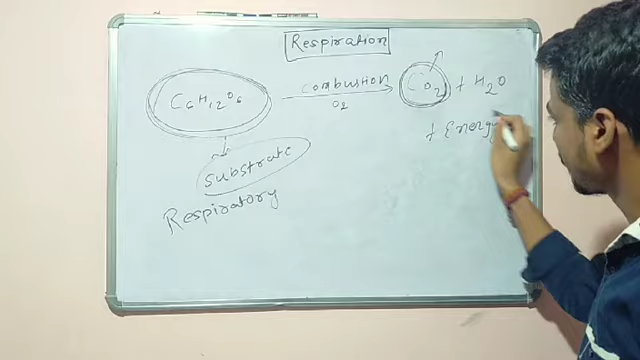 Respiration
C6H12O6 combustion O2 CO2 + H2O
+ Energy
substrate
Respiratory